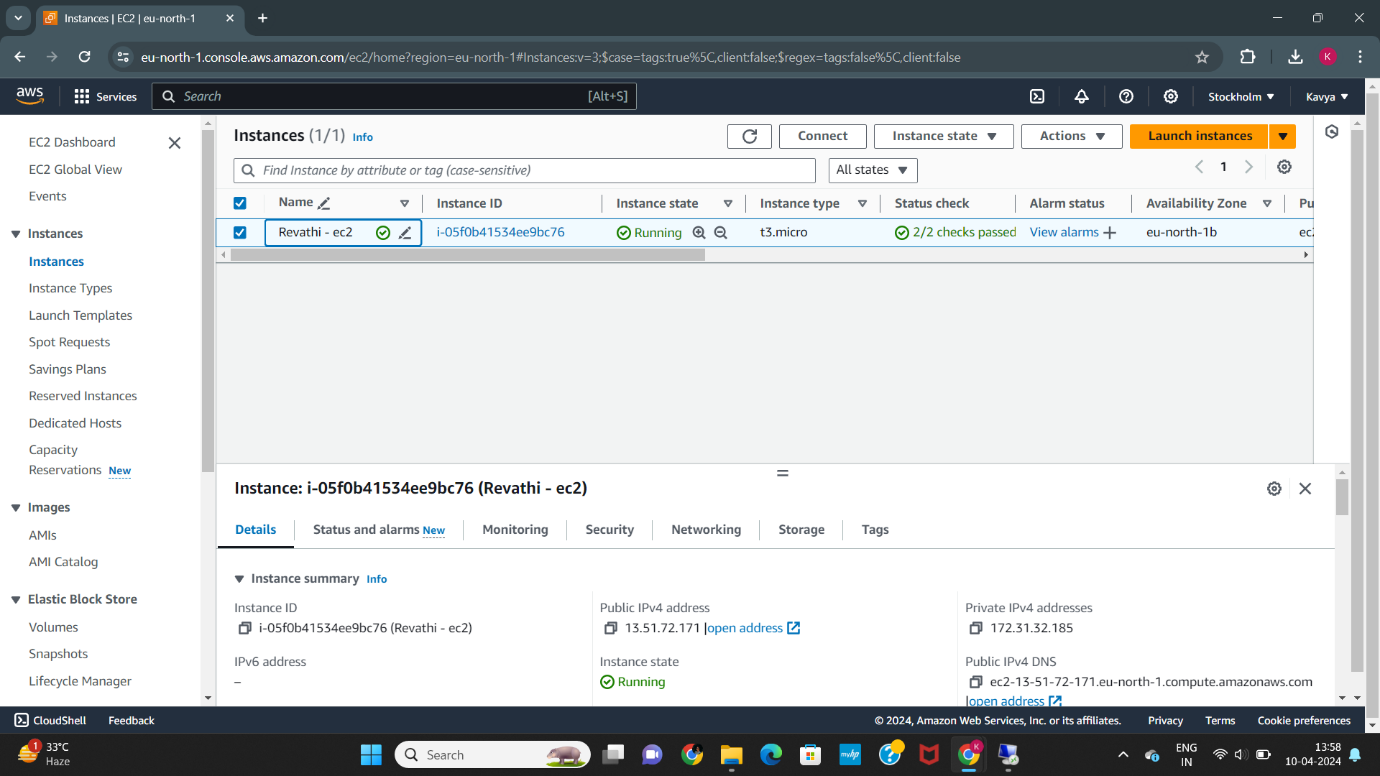 Instances | EC2 | eu-north-1
eu-north-1.console.aws.amazon.com/ec2/home?region=eu-north-1#Instances:v=3;$case=tags:true%5C,client:false;$regex=tags:false%5C,client:false
K
aws
Services
Search [Alt+S]
Stockholm
Kavya
EC2 Dashboard
EC2 Global View
Events
Instances
Instances
Instance Types
Launch Templates
Spot Requests
Savings Plans
Reserved Instances
Dedicated Hosts
Capacity
Reservations New
Images
AMIs
AMI Catalog
Elastic Block Store
Volumes
Snapshots
Lifecycle Manager
Instances (1/1) Info
Connect
Instance state
Actions
Launch instances
Find Instance by attribute or tag (case-sensitive)
All states
1
Name Instance ID Instance state Instance type Status check Alarm status Availability Zone Pu
Revathi - ec2 i-05f0b41534ee9bc76 Running t3.micro 2/2 checks passed View alarms + eu-north-1b ec2
Instance: i-05f0b41534ee9bc76 (Revathi - ec2)
Details Status and alarms New Monitoring Security Networking Storage Tags
Instance summary Info
Instance ID
i-05f0b41534ee9bc76 (Revathi - ec2)
IPv6 address
–
Public IPv4 address
13.51.72.171 |open address
Instance state
Running
Private IPv4 addresses
172.31.32.185
Public IPv4 DNS
ec2-13-51-72-171.eu-north-1.compute.amazonaws.com
|open address
CloudShell Feedback © 2024, Amazon Web Services, Inc. or its affiliates. Privacy Terms Cookie preferences
1
33°C
Haze
Search
myhp
K
ENG
IN
13:58
10-04-2024